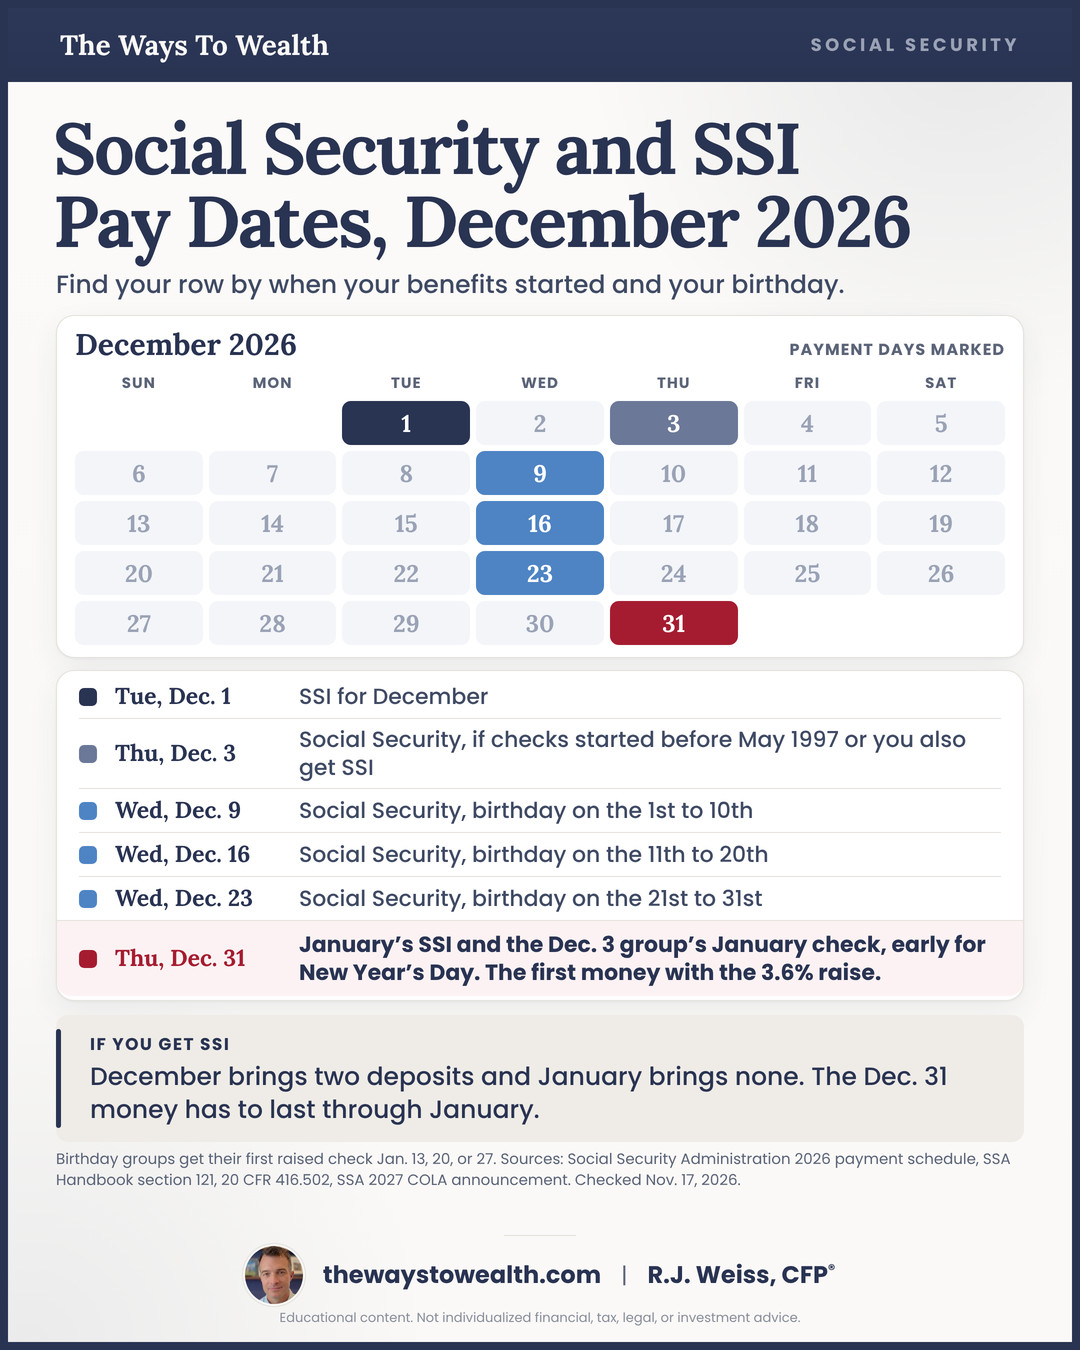 The Ways To Wealth
SOCIAL SECURITY
Social Security and SSI
Pay Dates, December 2026
Find your row by when your benefits started and your birthday.
December 2026
PAYMENT DAYS MARKED
SUN MON TUE WED THU FRI SAT
1 2 3 4 5
6 7 8 9 10 11 12
13 14 15 16 17 18 19
20 21 22 23 24 25 26
27 28 29 30 31
Tue, Dec. 1 SSI for December
Thu, Dec. 3 Social Security, if checks started before May 1997 or you also
get SSI
Wed, Dec. 9 Social Security, birthday on the 1st to 10th
Wed, Dec. 16 Social Security, birthday on the 11th to 20th
Wed, Dec. 23 Social Security, birthday on the 21st to 31st
Thu, Dec. 31 January’s SSI and the Dec. 3 group’s January check, early for
New Year’s Day. The first money with the 3.6% raise.
IF YOU GET SSI
December brings two deposits and January brings none. The Dec. 31
money has to last through January.
Birthday groups get their first raised check Jan. 13, 20, or 27. Sources: Social Security Administration 2026 payment schedule, SSA
Handbook section 121, 20 CFR 416.502, SSA 2027 COLA announcement. Checked Nov. 17, 2026.
thewaystowealth.com | R.J. Weiss, CFP®
Educational content. Not individualized financial, tax, legal, or investment advice.